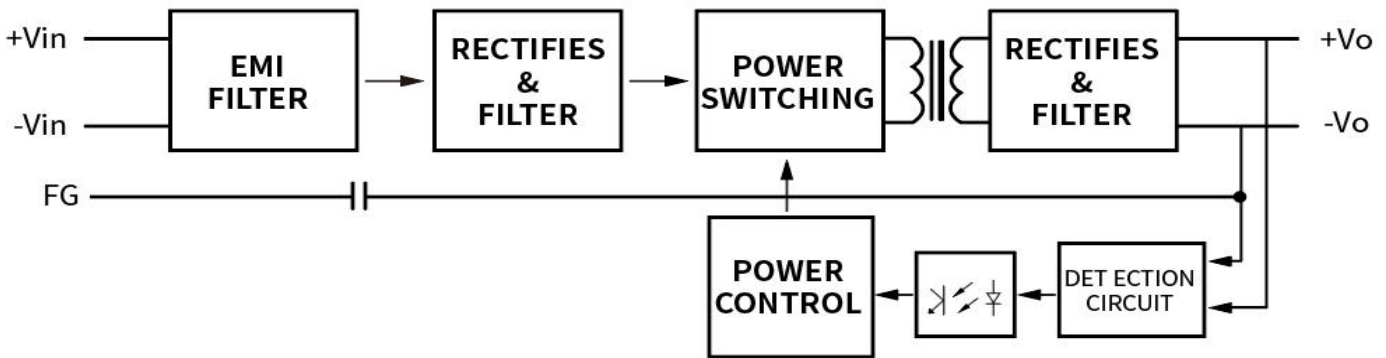 +Vin
-Vin
EMI
FILTER
RECTIFIES
&
FILTER
POWER
SWITCHING
RECTIFIES
&
FILTER
+Vo
-Vo
FG
POWER
CONTROL
DET ECTION
CIRCUIT